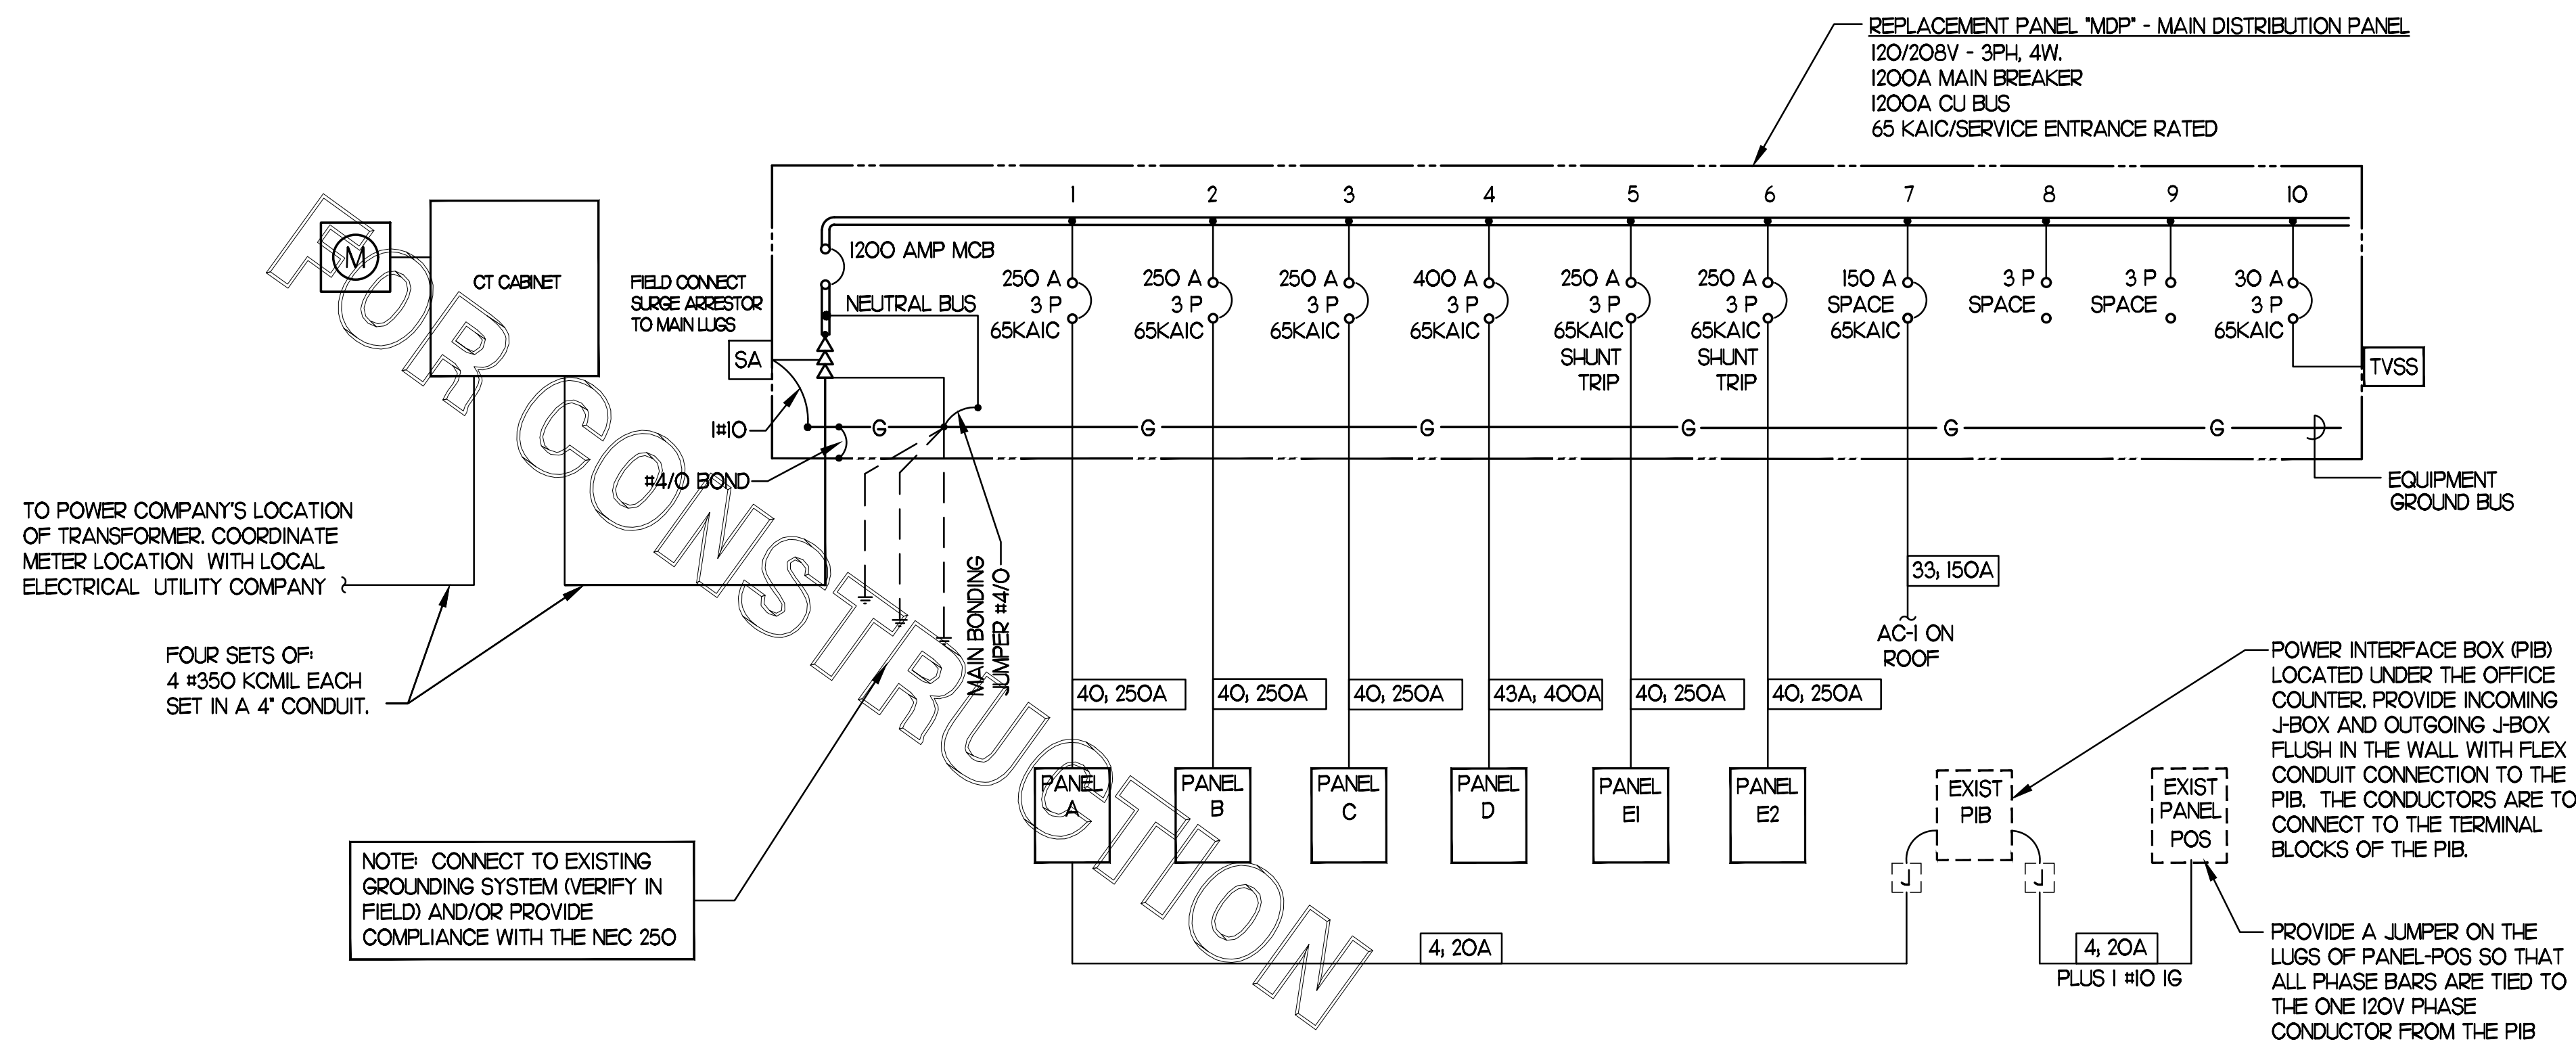 REPLACEMENT PANEL "MDP" - MAIN DISTRIBUTION PANEL
120/208V - 3PH, 4W.
1200A MAIN BREAKER
1200A CU BUS
65 KAIC/SERVICE ENTRANCE RATED
1
2
3
4
5
6
7
8
9
10
M
CT CABINET
FIELD CONNECT
SURGE ARRESTOR
TO MAIN LUGS
SA
1200 AMP MCB
NEUTRAL BUS
250 A
3 P
65KAIC
250 A
3 P
65KAIC
250 A
3 P
65KAIC
400 A
3 P
65KAIC
250 A
3 P
65KAIC
SHUNT
TRIP
250 A
3 P
65KAIC
SHUNT
TRIP
150 A
SPACE
65KAIC
3 P
SPACE
3 P
SPACE
30 A
3 P
65KAIC
TVSS
1#10
G
G
G
G
G
G
#4/0 BOND
EQUIPMENT
GROUND BUS
TO POWER COMPANY'S LOCATION
OF TRANSFORMER. COORDINATE
METER LOCATION WITH LOCAL
ELECTRICAL UTILITY COMPANY
FOUR SETS OF:
4 #350 KCMIL EACH
SET IN A 4" CONDUIT.
MAIN BONDING
JUMPER #4/0
33, 150A
AC-1 ON
ROOF
40, 250A
40, 250A
40, 250A
43A, 400A
40, 250A
40, 250A
PANEL
A
PANEL
B
PANEL
C
PANEL
D
PANEL
E1
PANEL
E2
EXIST
PIB
EXIST
PANEL
POS
J
J
4, 20A
4, 20A
PLUS 1 #10 IG
NOTE: CONNECT TO EXISTING
GROUNDING SYSTEM (VERIFY IN
FIELD) AND/OR PROVIDE
COMPLIANCE WITH THE NEC 250
POWER INTERFACE BOX (PIB)
LOCATED UNDER THE OFFICE
COUNTER. PROVIDE INCOMING
J-BOX AND OUTGOING J-BOX
FLUSH IN THE WALL WITH FLEX
CONDUIT CONNECTION TO THE
PIB. THE CONDUCTORS ARE TO
CONNECT TO THE TERMINAL
BLOCKS OF THE PIB.
PROVIDE A JUMPER ON THE
LUGS OF PANEL-POS SO THAT
ALL PHASE BARS ARE TIED TO
THE ONE 120V PHASE
CONDUCTOR FROM THE PIB
FOR CONSTRUCTION